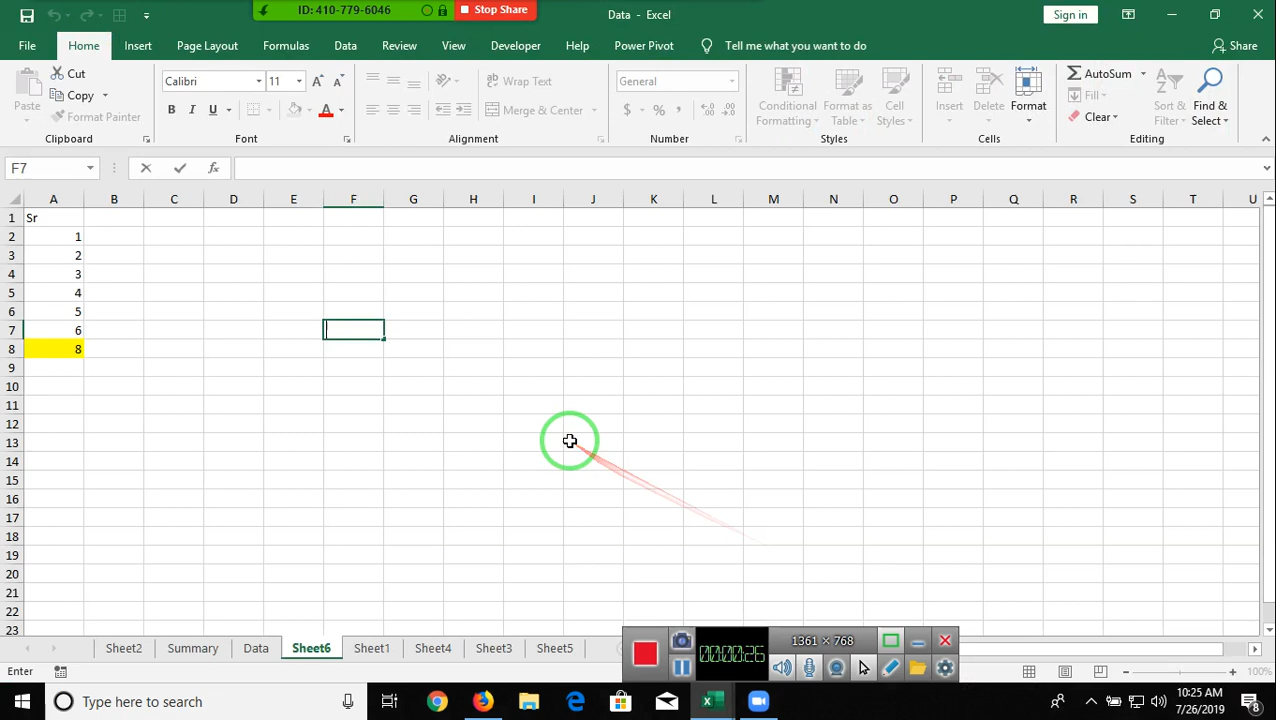 ID: 410-779-6046 Stop Share
Data - Excel
Sign in
File Home Insert Page Layout Formulas Data Review View Developer Help Power Pivot Tell me what you want to do Share
Paste
Cut
Copy
Format Painter
Clipboard
Calibri 11
B I U
Font
Wrap Text
Merge & Center
Alignment
General
$ % ,
Number
Conditional Formatting
Format as Table
Cell Styles
Styles
Insert
Delete
Format
Cells
AutoSum
Fill
Clear
Sort & Filter
Find & Select
Editing
F7
fx
A B C D E F G H I J K L M N O P Q R S T U
1 Sr
2 1
3 2
4 3
5 4
6 5
7 6
8 8
9
10
11
12
13
14
15
16
17
18
19
20
21
22
23
Sheet2 Summary Data Sheet6 Sheet1 Sheet4 Sheet3 Sheet5
00:00:26
1361 × 768
Enter
100%
Type here to search
10:25 AM
7/26/2019
8